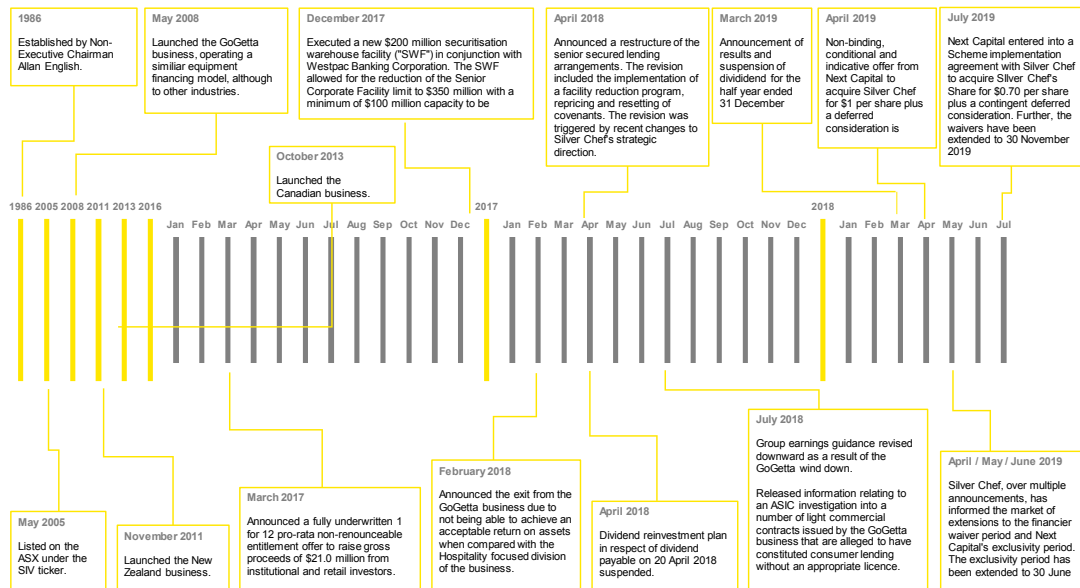 1986
Established by Non-
Executive Chairman
Allan English.
May 2008
Launched the GoGetta
business, operating a
similiar equipment
financing model, although
to other industries.
December 2017
Executed a new $200 million securitisation
warehouse facility ("SWF") in conjunction with
Westpac Banking Corporation. The SWF
allowed for the reduction of the Senior
Corporate Facility limit to $350 million with a
minimum of $100 million capacity to be
April 2018
Announced a restructure of the
senior secured lending
arrangements. The revision
included the implementation of
a facility reduction program,
repricing and resetting of
covenants. The revision was
triggered by recent changes to
Silver Chef's strategic
direction.
March 2019
Announcement of
results and
suspension of
divididend for the
half year ended
31 December
April 2019
Non-binding,
conditional and
indicative offer from
Next Capital to
acquire Silver Chef
for $1 per share plus
a deferred
consideration is
July 2019
Next Capital entered into a
Scheme implementation
agreement with Silver Chef
to acquire SIlver Chef's
Share for $0.70 per share
plus a contingent deferred
consideration. Further, the
waivers have been
extended to 30 November
2019
October 2013
Launched the
Canadian business.
1986 2005 2008 2011 2013 2016
2017
2018
Jan Feb Mar Apr May Jun Jul Aug Sep Oct Nov Dec
Jan Feb Mar Apr May Jun Jul Aug Sep Oct Nov Dec
Jan Feb Mar Apr May Jun Jul
May 2005
Listed on the
ASX under the
SIV ticker.
November 2011
Launched the New
Zealand business.
March 2017
Announced a fully underwritten 1
for 12 pro-rata non-renounceable
entitlement offer to raise gross
proceeds of $21.0 million from
institutional and retail investors.
February 2018
Announced the exit from the
GoGetta business due to
not being able to achieve an
acceptable return on assets
when compared with the
Hospitality focused division
of the business.
April 2018
Dividend reinvestment plan
in respect of dividend
payable on 20 April 2018
suspended.
July 2018
Group earnings guidance revised
downward as a result of the
GoGetta wind down.
Released information relating to
an ASIC investigation into a
number of light commercial
contracts issued by the GoGetta
business that are alleged to have
constituted consumer lending
without an appropriate licence.
April / May / June 2019
Silver Chef, over multiple
announcements, has
informed the market of
extensions to the financier
waiver period and Next
Capital's exclusivity period.
The exclusivity period has
been extended to 30 June